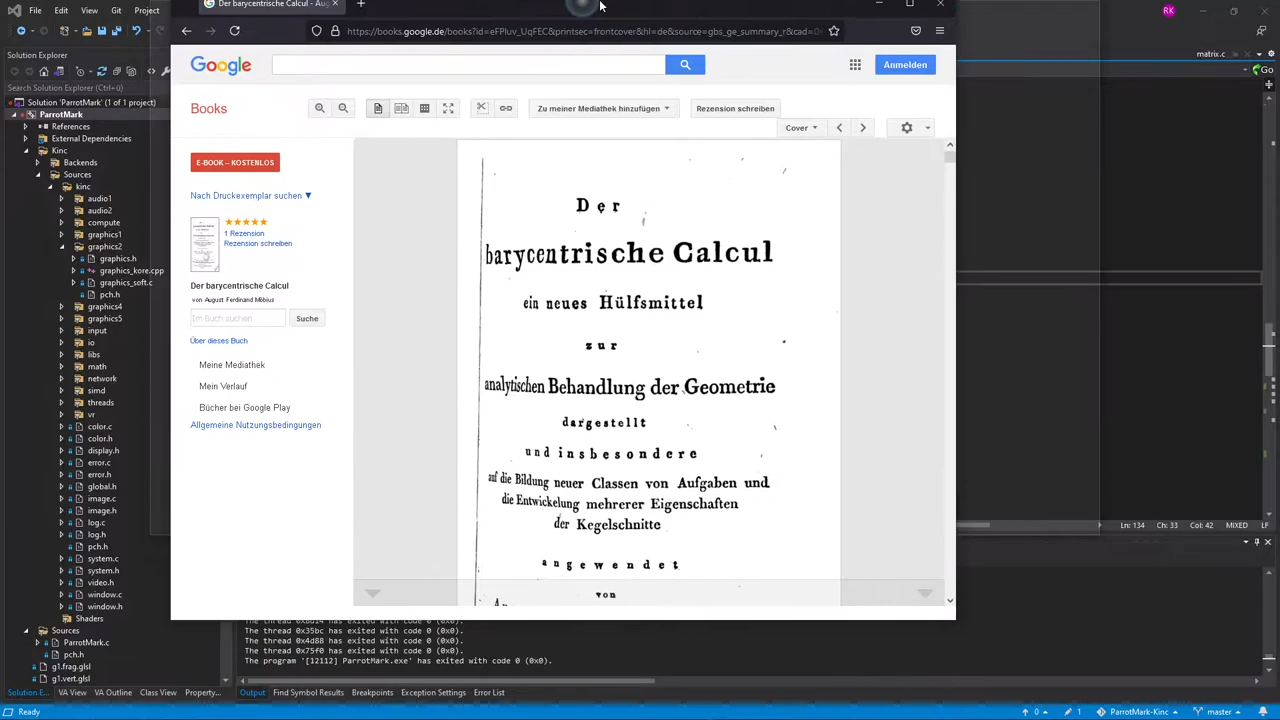 Der barycentrische Calcul - Aug
File Edit View Git Project
RK
https://books.google.de/books?id=eFPluv_UqFEC&printsec=frontcover&hl=de&source=gbs_ge_summary_r&cad=0
matrix.c
Go
Solution Explorer
Search Solution Explorer (Ctrl+ü)
Google
Anmelden
Books
Zu meiner Mediathek hinzufügen
Rezension schreiben
Cover
E-BOOK – KOSTENLOS
Nach Druckexemplar suchen ▼
1 Rezension
Rezension schreiben
Der barycentrische Calcul
von August Ferdinand Möbius
Im Buch suchen
Suche
Über dieses Buch
Meine Mediathek
Mein Verlauf
Bücher bei Google Play
Allgemeine Nutzungsbedingungen
Der
barycentrische Calcul
ein neues Hülfsmittel
zur
analytischen Behandlung der Geometrie
dargestellt
und insbesondere
auf die Bildung neuer Classen von Aufgaben und
die Entwickelung mehrerer Eigenschaften
der Kegelschnitte
angewendet
von
Solution 'ParrotMark' (1 of 1 project)
ParrotMark
References
External Dependencies
Kinc
Backends
Sources
kinc
audio1
audio2
compute
graphics1
graphics2
graphics.h
graphics_kore.cpp
graphics_soft.c
pch.h
graphics4
graphics5
input
io
libs
math
network
simd
threads
vr
color.c
color.h
display.h
error.c
error.h
global.h
image.c
image.h
log.c
log.h
pch.h
system.c
system.h
video.h
window.c
window.h
Shaders
Sources
ParrotMark.c
pch.h
g1.frag.glsl
g1.vert.glsl
Ln: 134 Ch: 33 Col: 42 MIXED LF
The thread 0x35bc has exited with code 0 (0x0).
The thread 0x4d88 has exited with code 0 (0x0).
The thread 0x75f0 has exited with code 0 (0x0).
The program '[12112] ParrotMark.exe' has exited with code 0 (0x0).
Solution E... VA View VA Outline Class View Property... Output Find Symbol Results Breakpoints Exception Settings Error List
Ready
0 1 ParrotMark-Kinc master